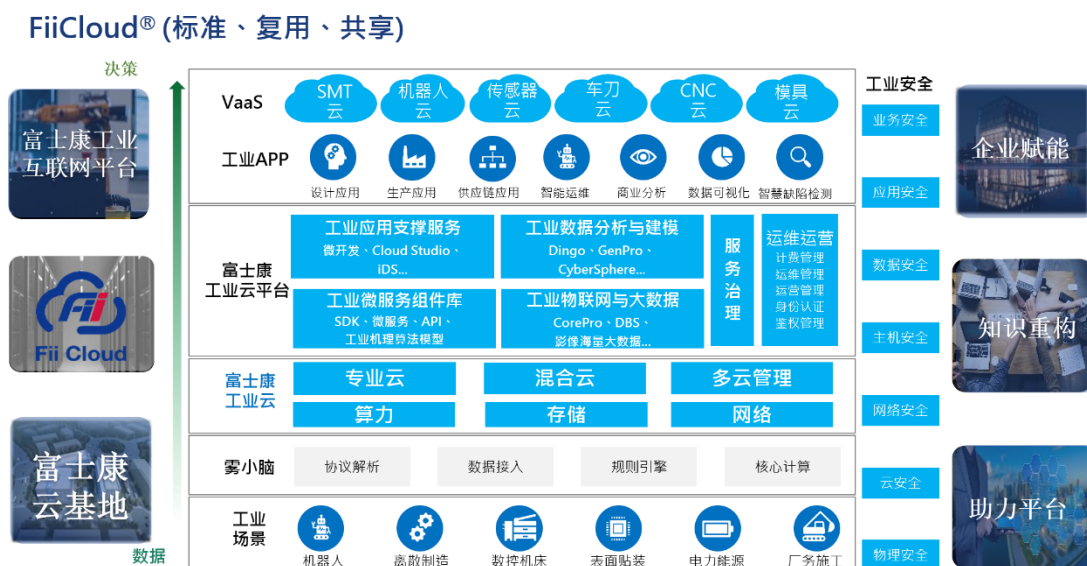 FiiCloud® (标准、复用、共享)
决策
富士康工业
互联网平台
Fii
Fii Cloud
富士康
云基地
数据
VaaS
SMT
云
机器人
云
传感器
云
车刀
云
CNC
云
模具
云
工业APP
设计应用
生产应用
供应链应用
智能运维
商业分析
数据可视化
智慧缺陷检测
富士康
工业云平台
工业应用支撑服务
微开发、Cloud Studio、
iDS...
工业数据分析与建模
Dingo、GenPro、
CyberSphere...
工业微服务组件库
SDK、微服务、API、
工业机理算法模型
工业物联网与大数据
CorePro、DBS、
影像海量大数据...
服
务
治
理
运维运营
计费管理
运维管理
运营管理
身份认证
鉴权管理
富士康
工业云
专业云
混合云
多云管理
算力
存储
网络
雾小脑
协议解析
数据接入
规则引擎
核心计算
工业
场景
机器人
离散制造
数控机床
表面贴装
电力能源
厂务施工
工业安全
业务安全
应用安全
数据安全
主机安全
网络安全
云安全
物理安全
企业赋能
知识重构
助力平台